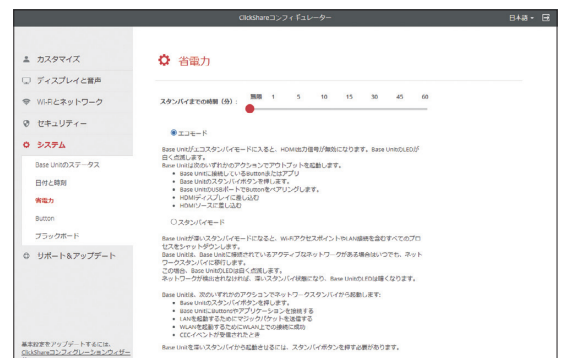 ClickShareコンフィギュレーター
日本語
カスタマイズ
ディスプレイと音声
Wi-Fiとネットワーク
セキュリティー
システム
Base Unitのステータス
日付と時刻
省電力
Button
ブラックボード
サポート&アップデート
基本設定をアップデートするには、
ClickShareコンフィグレーションウィザー
省電力
スタンバイまでの時間（分）:
無限 1 5 10 15 30 45 60
エコモード
Base Unitがエコスタンバイモードに入ると、HDMI出力信号が無効になります。Base UnitのLEDが
白く点滅します。
Base Unitは次のいずれかのアクションでアウトプットを起動します。
• Base Unitに接続しているButtonまたはアプリ
• Base Unitのスタンバイボタンを押します。
• Base UnitのUSBポートでButtonをペアリングします。
• HDMIディスプレイに差し込む
• HDMIソースに差し込む
スタンバイモード
Base Unitが深いスタンバイモードになると、Wi-FiアクセスポイントやLAN接続を含むすべてのプロ
セスをシャットダウンします。
Base Unitは、Base Unitに接続されているアクティブなネットワークがある場合はいつでも、ネット
ワークスタンバイに移行します。
この場合、Base UnitのLEDは白く点滅します。
ネットワークが検出されなければ、深いスタンバイ状態になり、Base UnitのLEDは暗くなります。
Base Unitは、次のいずれかのアクションでネットワークスタンバイから起動します:
• Base Unitのスタンバイボタンを押します。
• Base UnitにButtonsやアプリケーションを接続する
• LANを起動するためにマジックパケットを送信する
• WLANを起動するためにWLAN上での接続に成功
• CECイベントが受信されたとき
Base Unitを深いスタンバイから起動させるには、スタンバイボタンを押す必要があります。